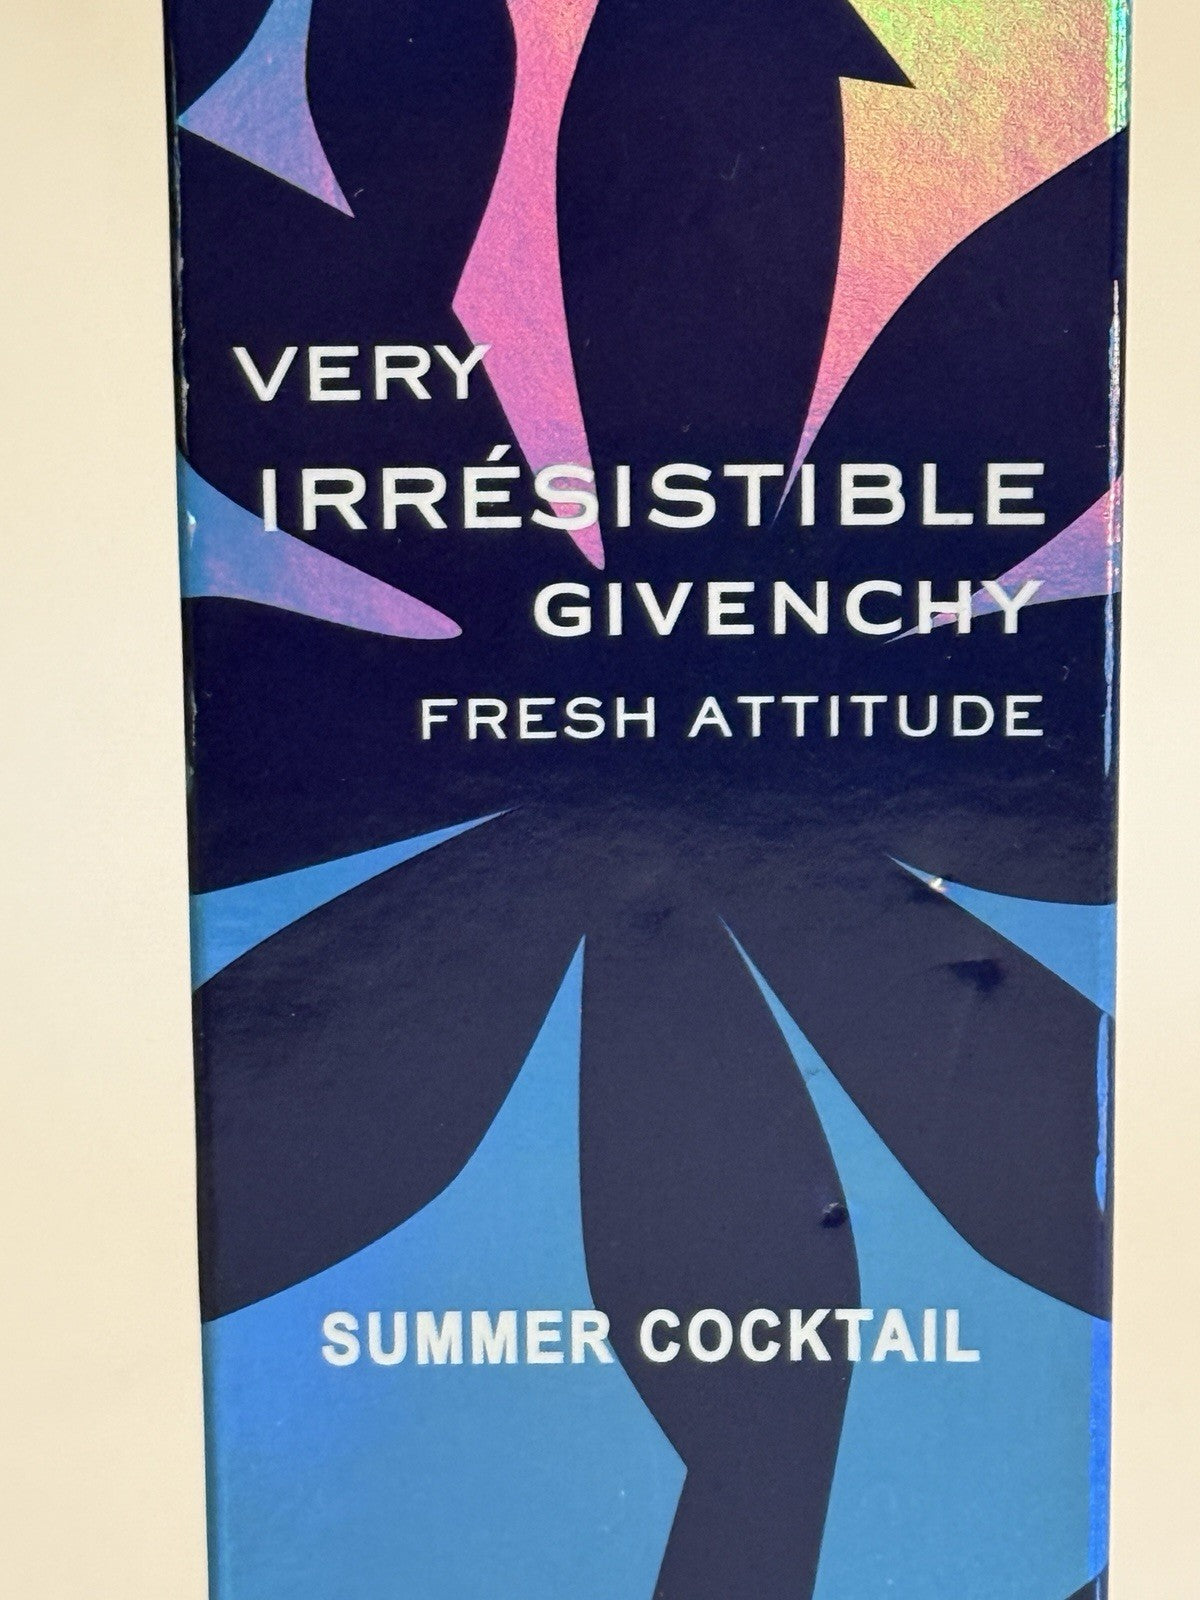 VERY
IRRÉSISTIBLE
GIVENCHY
FRESH ATTITUDE
SUMMER COCKTAIL